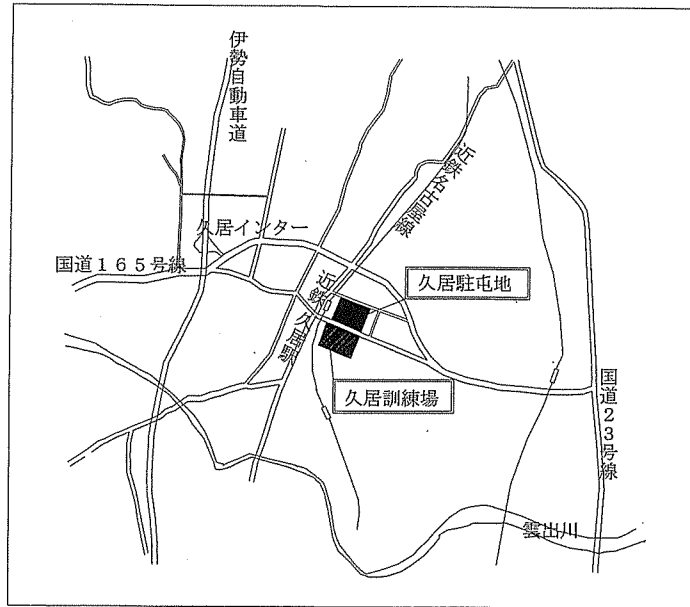 伊勢自動車道
近鉄名古屋線
久居インター
国道165号線
久居駐屯地
近鉄久居駅
久居訓練場
国道23号線
雲出川